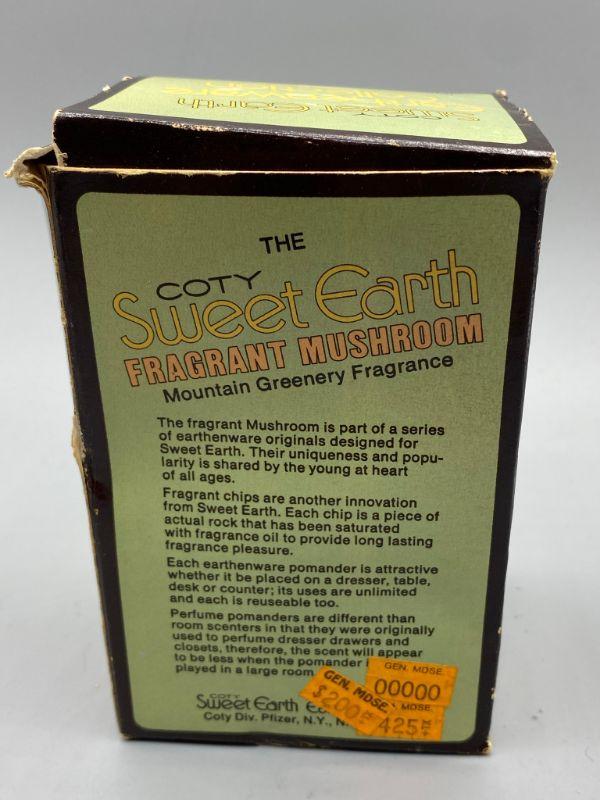 Sweet Earth
THE
COTY
Sweet Earth
FRAGRANT MUSHROOM
Mountain Greenery Fragrance
The fragrant Mushroom is part of a series
of earthenware originals designed for
Sweet Earth. Their uniqueness and popu-
larity is shared by the young at heart
of all ages.
Fragrant chips are another innovation
from Sweet Earth. Each chip is a piece of
actual rock that has been saturated
with fragrance oil to provide long lasting
fragrance pleasure.
Each earthenware pomander is attractive
whether it be placed on a dresser, table,
desk or counter; its uses are unlimited
and each is reuseable too.
Perfume pomanders are different than
room scenters in that they were originally
used to perfume dresser drawers and
closets, therefore, the scent will appear
to be less when the pomander
played in a large room
COTY
Sweet Earth
Coty Div. Pfizer, N.Y., N.
GEN. MDSE.
00000
GEN. MDSE.
$200
MDSE.
425